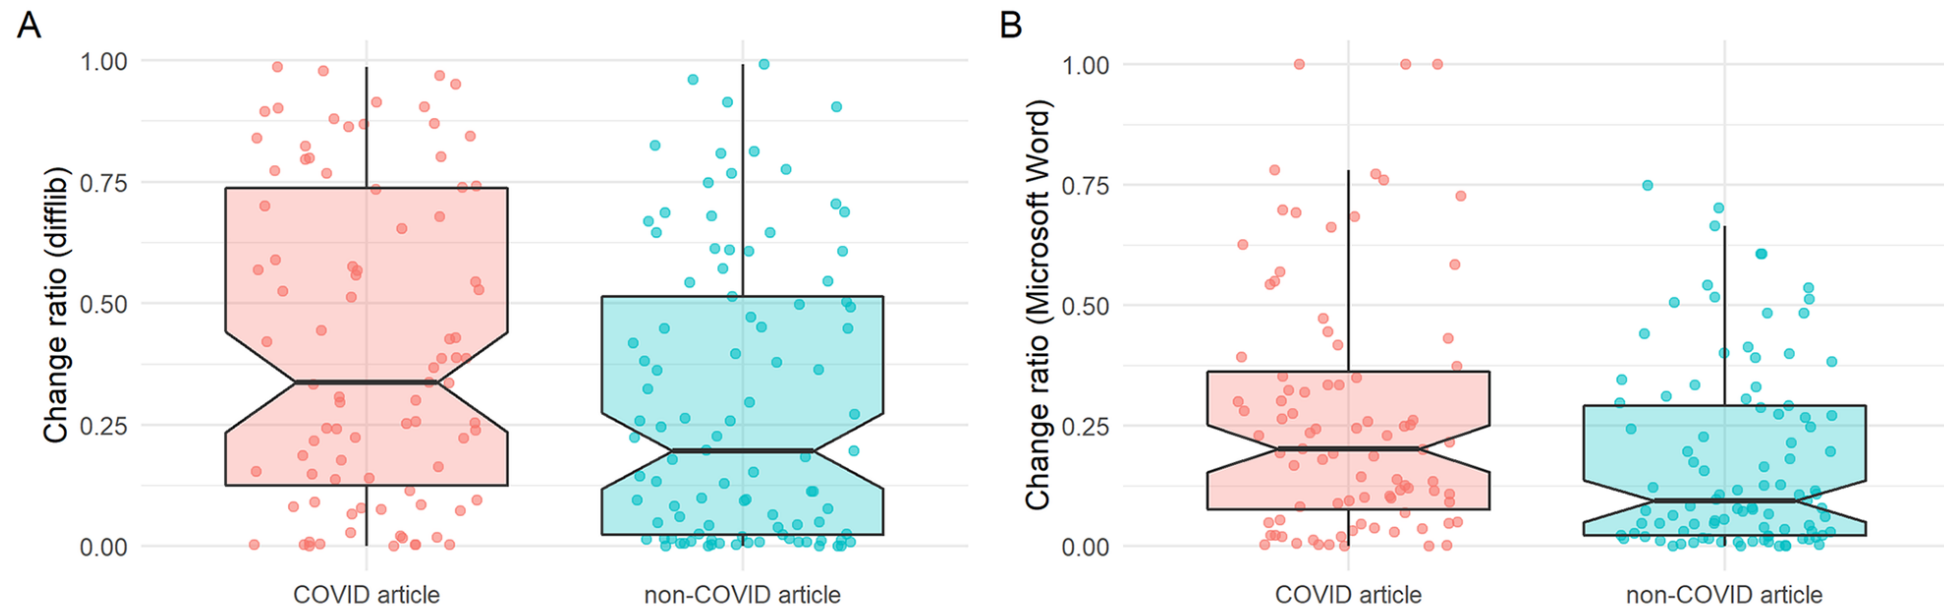 A
Change ratio (difflib)
1.00
0.75
0.50
0.25
0.00
COVID article
non-COVID article
B
Change ratio (Microsoft Word)
1.00
0.75
0.50
0.25
0.00
COVID article
non-COVID article